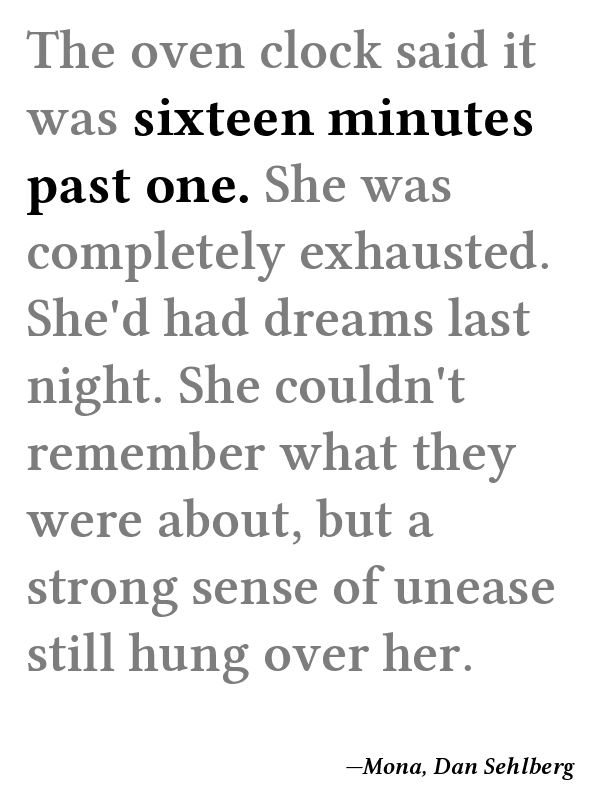 The oven clock said it
was sixteen minutes
past one. She was
completely exhausted.
She'd had dreams last
night. She couldn't
remember what they
were about, but a
strong sense of unease
still hung over her.
—Mona, Dan Sehlberg